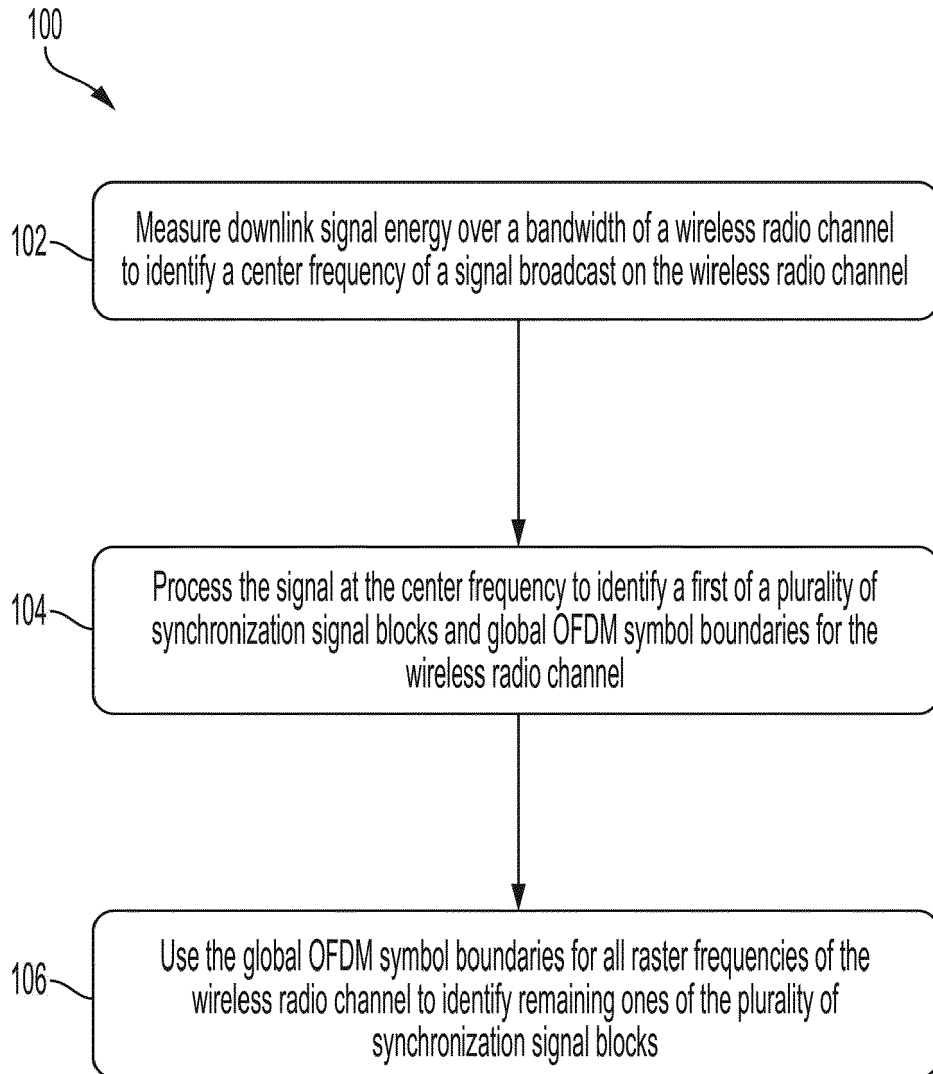 100
102
Measure downlink signal energy over a bandwidth of a wireless radio channel
to identify a center frequency of a signal broadcast on the wireless radio channel
104
Process the signal at the center frequency to identify a first of a plurality of
synchronization signal blocks and global OFDM symbol boundaries for the
wireless radio channel
106
Use the global OFDM symbol boundaries for all raster frequencies of the
wireless radio channel to identify remaining ones of the plurality of
synchronization signal blocks